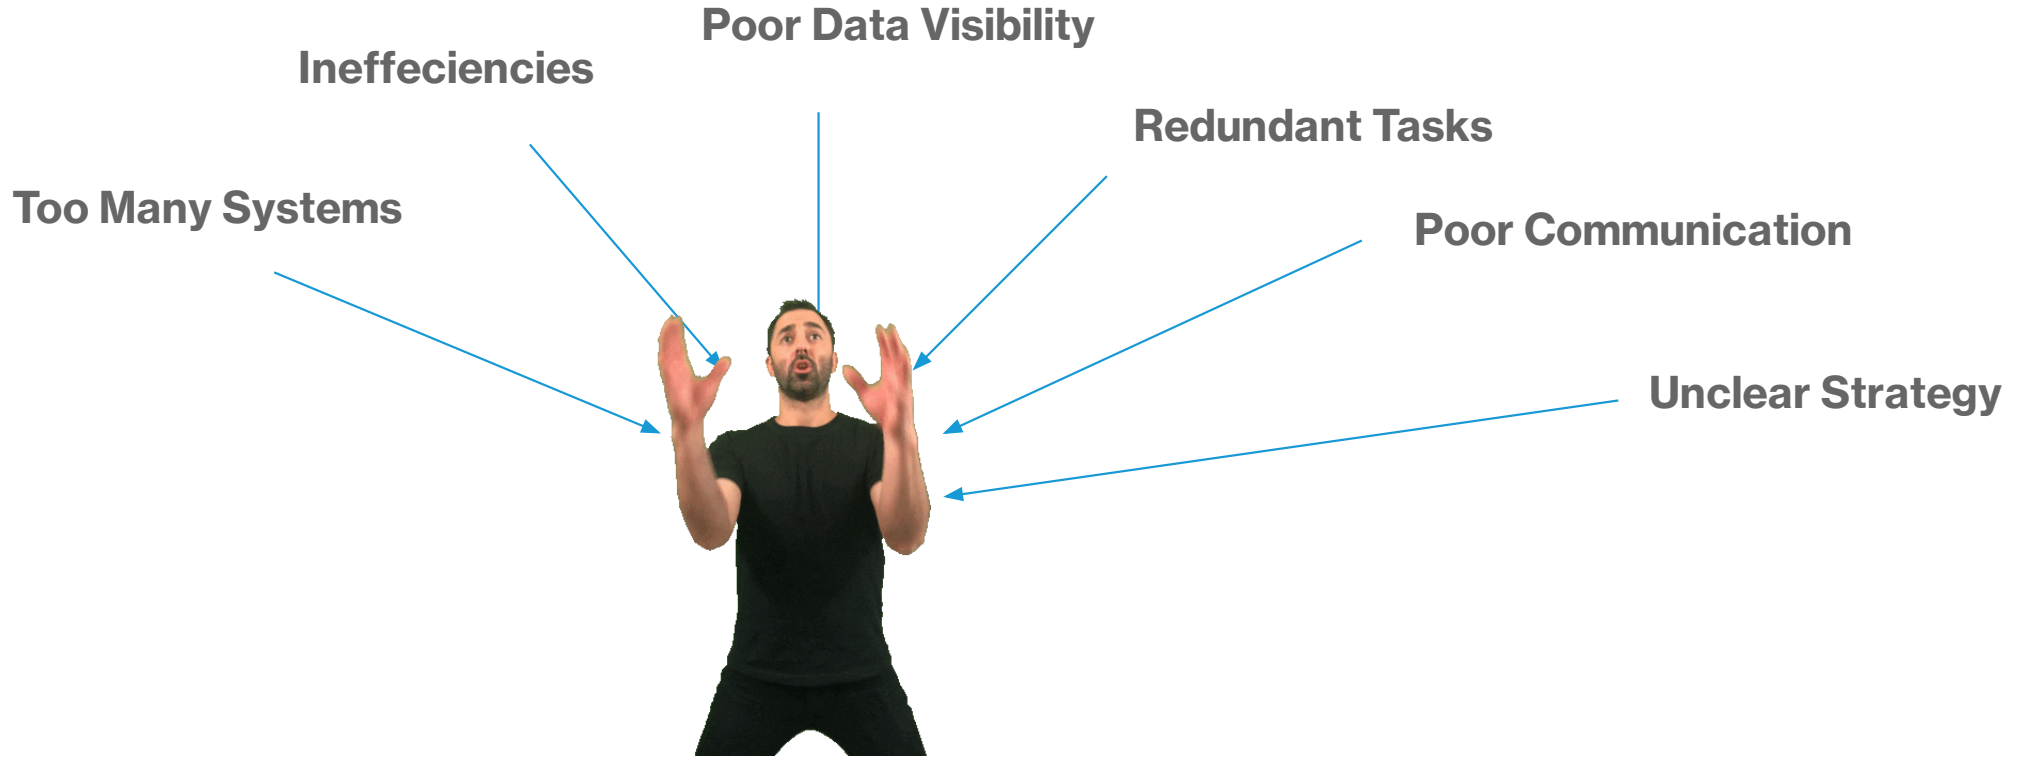 Poor Data Visibility
Ineffeciencies
Redundant Tasks
Too Many Systems
Poor Communication
Unclear Strategy